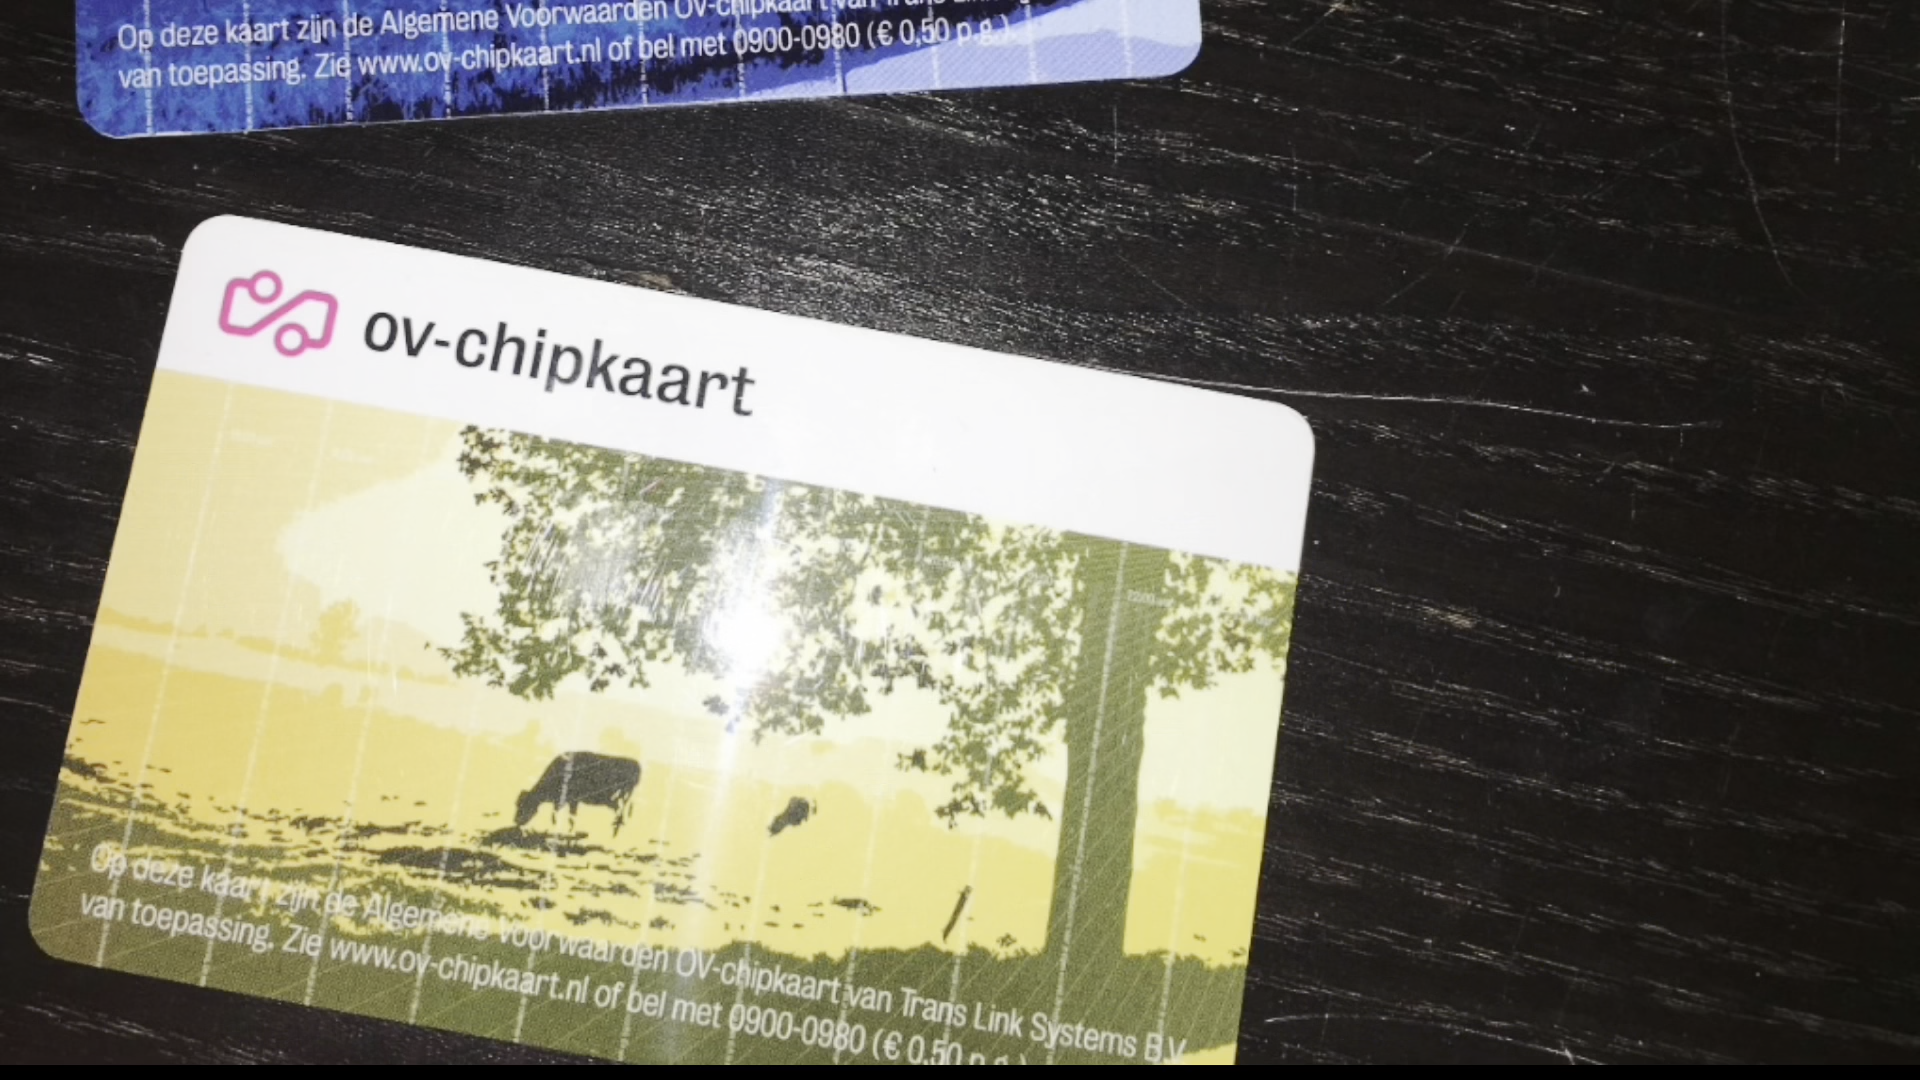 Op deze kaart zijn de Algemene Voorwaarden OV-chipkaart van Trans
van toepassing. Zie www.ov-chipkaart.nl of bel met 0900-0980 (€ 0,50 p.g.).
ov-chipkaart
Op deze kaart zijn de Algemene Voorwaarden OV-chipkaart van Trans Link Systems B.V.
van toepassing. Zie www.ov-chipkaart.nl of bel met 0900-0980 (€ 0,50 p.g.)